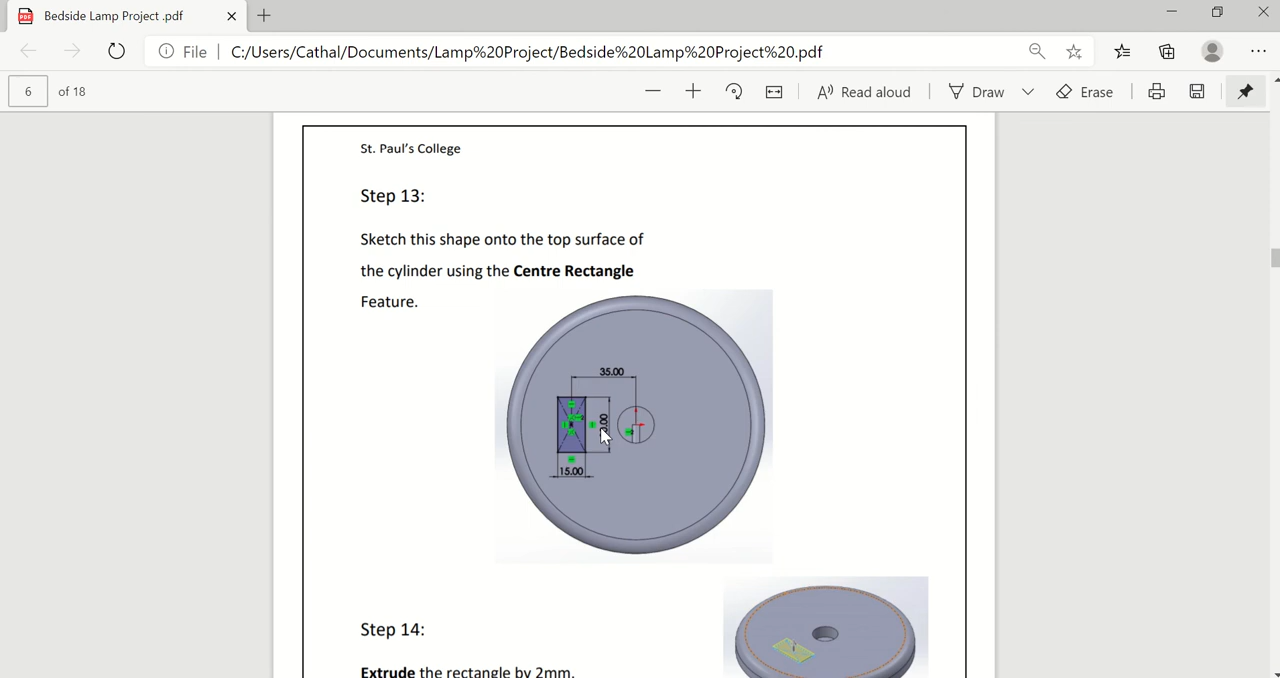 Bedside Lamp Project .pdf
File
C:/Users/Cathal/Documents/Lamp%20Project/Bedside%20Lamp%20Project%20.pdf
6 of 18
Read aloud
Draw
Erase
St. Paul's College
Step 13:
Sketch this shape onto the top surface of
the cylinder using the Centre Rectangle
Feature.
35.00
15.00
Step 14:
Extrude the rectangle by 2mm.